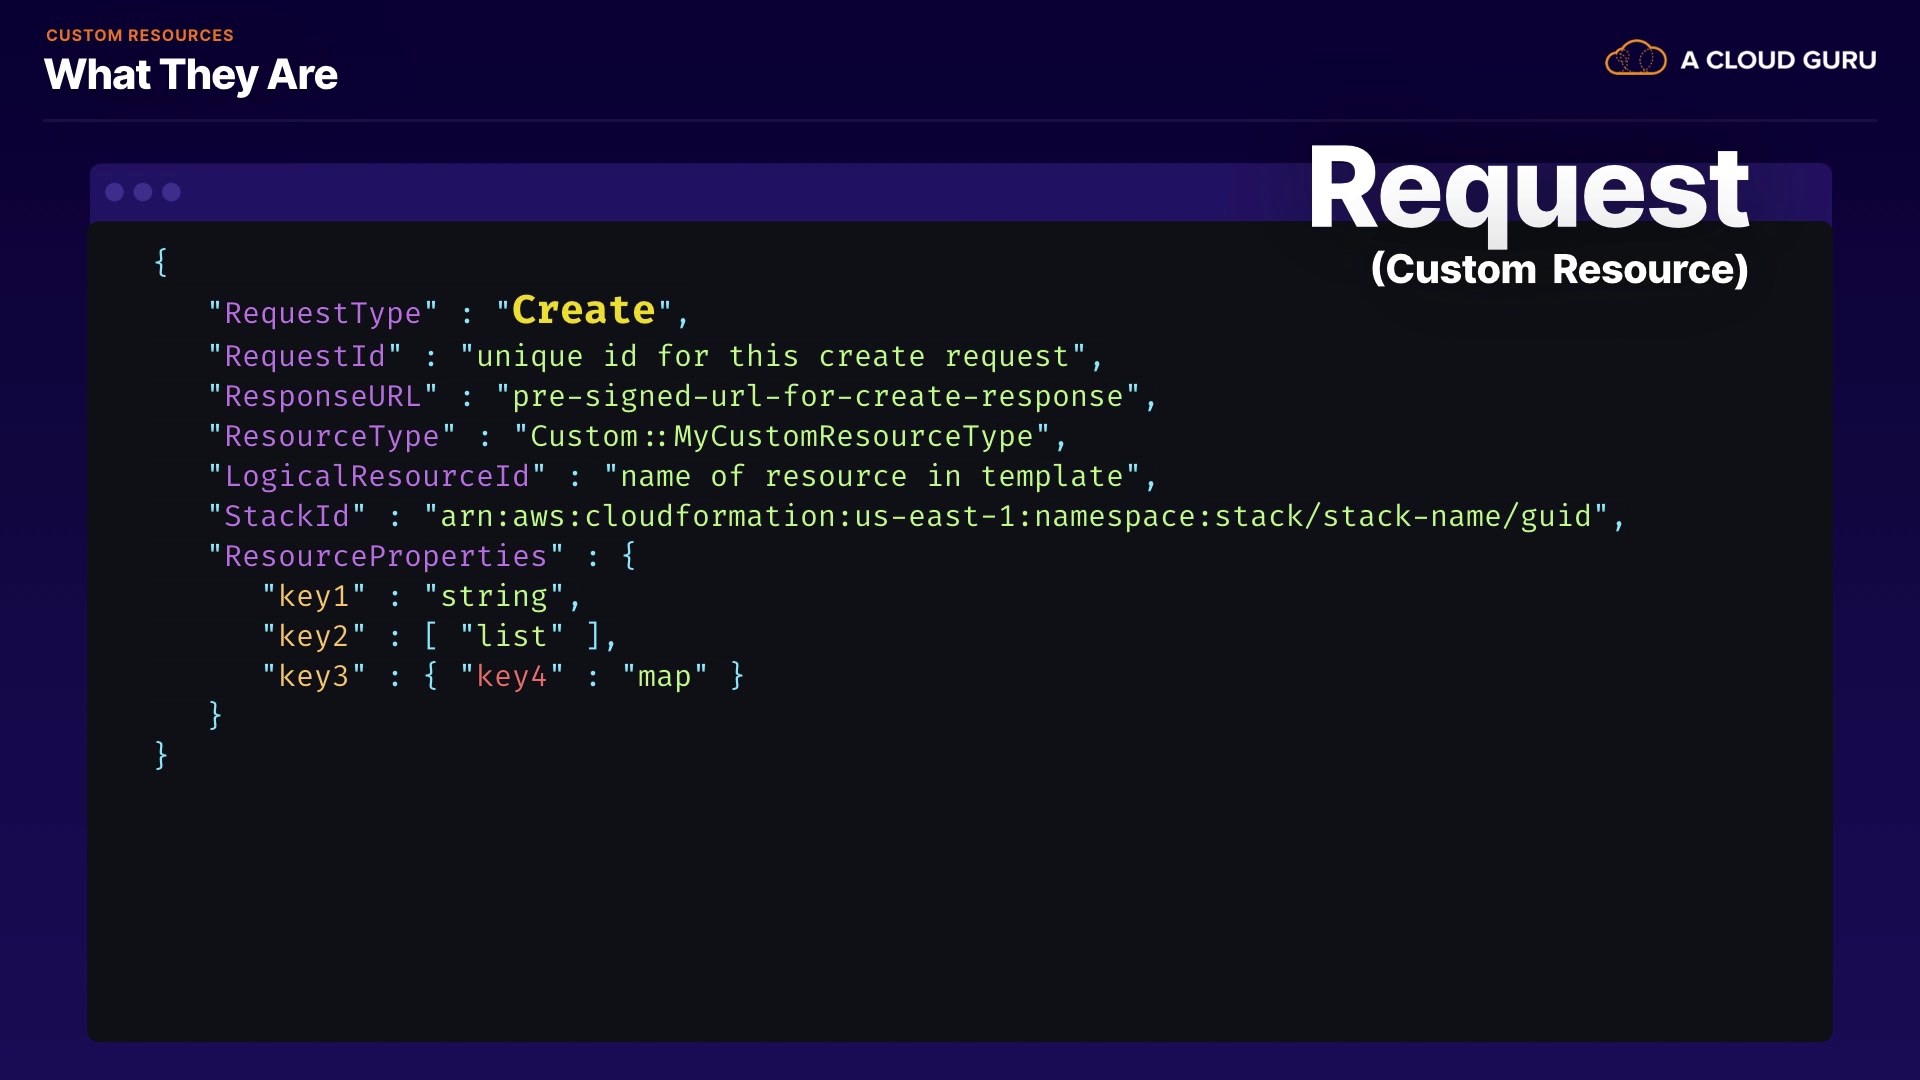 CUSTOM RESOURCES
What They Are
A CLOUD GURU
Request
(Custom Resource)
{
"RequestType" : "Create",
"RequestId" : "unique id for this create request",
"ResponseURL" : "pre-signed-url-for-create-response",
"ResourceType" : "Custom::MyCustomResourceType",
"LogicalResourceId" : "name of resource in template",
"StackId" : "arn:aws:cloudformation:us-east-1:namespace:stack/stack-name/guid",
"ResourceProperties" : {
"key1" : "string",
"key2" : [ "list" ],
"key3" : { "key4" : "map" }
}
}